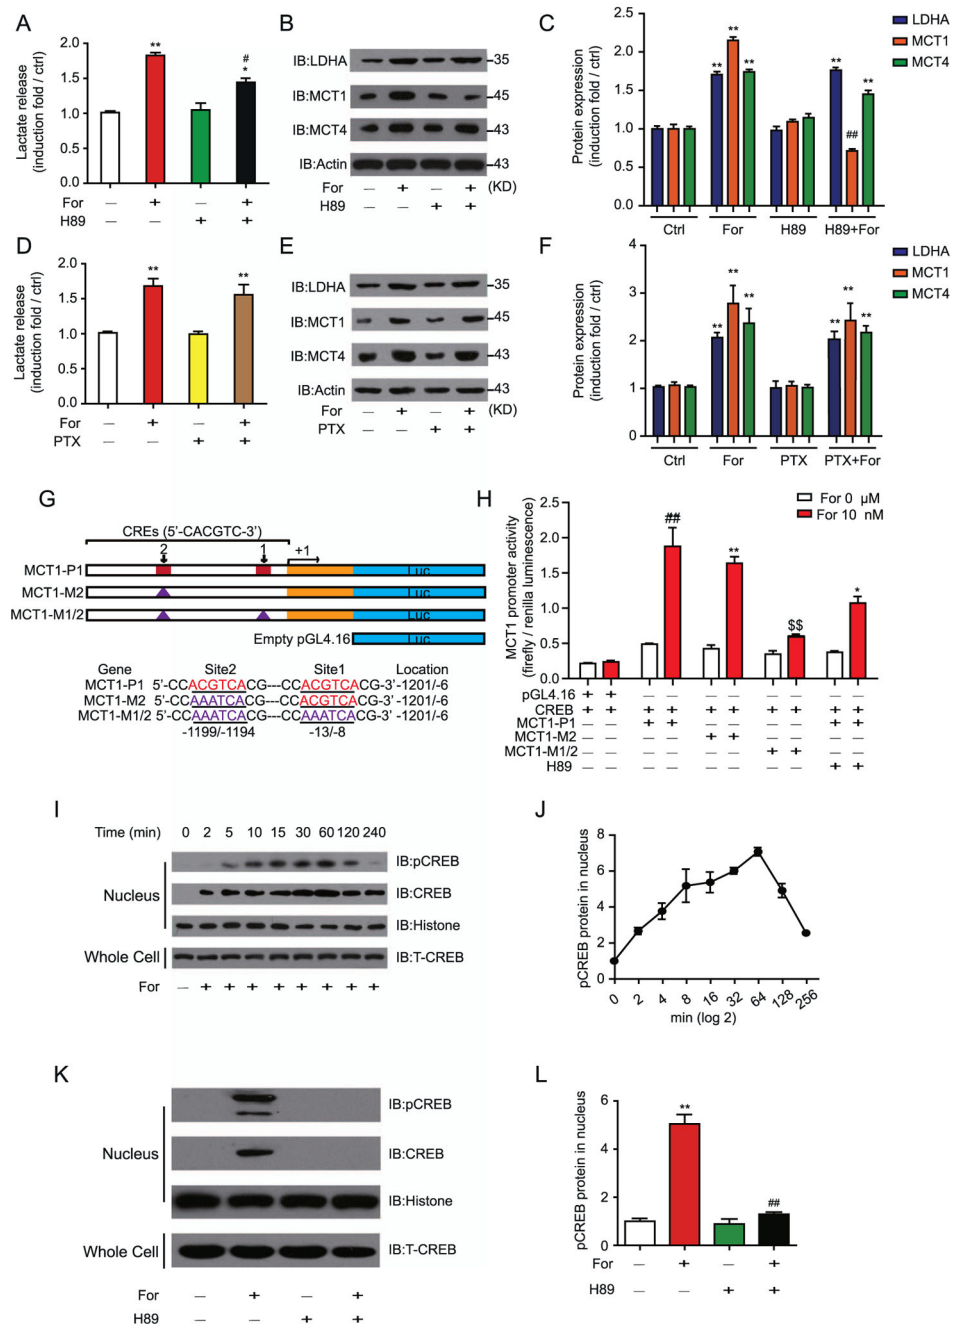 A
Lactate release
(induction fold / ctrl)
2.0
1.5
1.0
0.5
0.0
**
#
*
For — + — +
H89 — — + +
B
IB:LDHA
IB:MCT1
IB:MCT4
IB:Actin
35
45
43
43
For — + — + (KD)
H89 — — + +
C
Protein expression
(induction fold / ctrl)
2.5
2.0
1.5
1.0
0.5
0.0
** ** **
** ## **
Ctrl For H89 H89+For
LDHA
MCT1
MCT4
D
Lactate release
(induction fold / ctrl)
2.0
1.5
1.0
0.5
0.0
** **
For — + — +
PTX — — + +
E
IB:LDHA
IB:MCT1
IB:MCT4
IB:Actin
35
45
43
43
For — + — + (KD)
PTX — — + +
F
Protein expression
(induction fold / ctrl)
4
3
2
1
0
** ** **
** ** **
Ctrl For PTX PTX+For
LDHA
MCT1
MCT4
G
CREs (5'-CACGTC-3')
2 1 +1
MCT1-P1 Luc
MCT1-M2
MCT1-M1/2 Luc
Empty pGL4.16 Luc
Gene Site2 Site1 Location
MCT1-P1 5'-CCACGTCACG---CCACGTCACG-3'-1201/-6
MCT1-M2 5'-CCAAATCACG---CCACGTCACG-3'-1201/-6
MCT1-M1/2 5'-CCAAATCACG---CCAAATCACG-3'-1201/-6
-1199/-1194 -13/-8
H
MCT1 promoter activity
(firefly / renilla luminescence)
2.5
2.0
1.5
1.0
0.5
0.0
For 0 µM
For 10 nM
## ** $$ *
pGL4.16 + + — — — — — — — —
CREB + + + + + + + + + +
MCT1-P1 — — + + — — — — + +
MCT1-M2 — — — — + + — — — —
MCT1-M1/2 — — — — — — + + — —
H89 — — — — — — — — + +
I
Time (min) 0 2 5 10 15 30 60 120 240
Nucleus
IB:pCREB
IB:CREB
IB:Histone
Whole Cell
IB:T-CREB
For — + + + + + + + +
J
pCREB protein in nucleus
8
6
4
2
0
0 2 4 8 16 32 64 128 256
min (log 2)
K
Nucleus
IB:pCREB
IB:CREB
IB:Histone
Whole Cell
IB:T-CREB
For — + — +
H89 — — + +
L
pCREB protein in nucleus
6
4
2
0
** ##
For — + — +
H89 — — + +